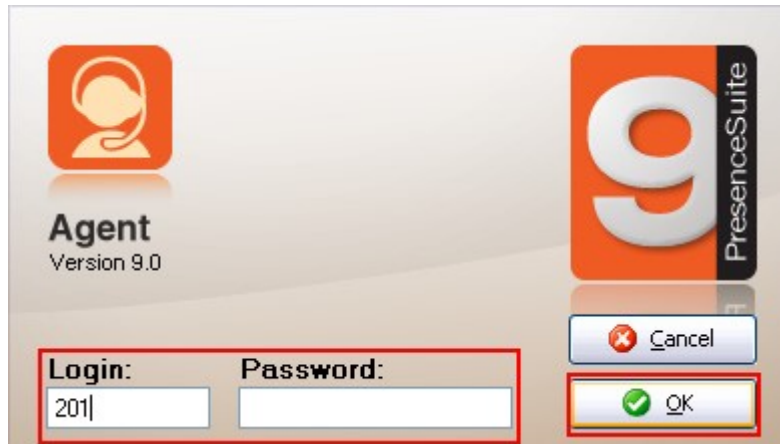 9
PresenceSuite
Agent
Version 9.0
Cancel
Login: Password:
201
OK